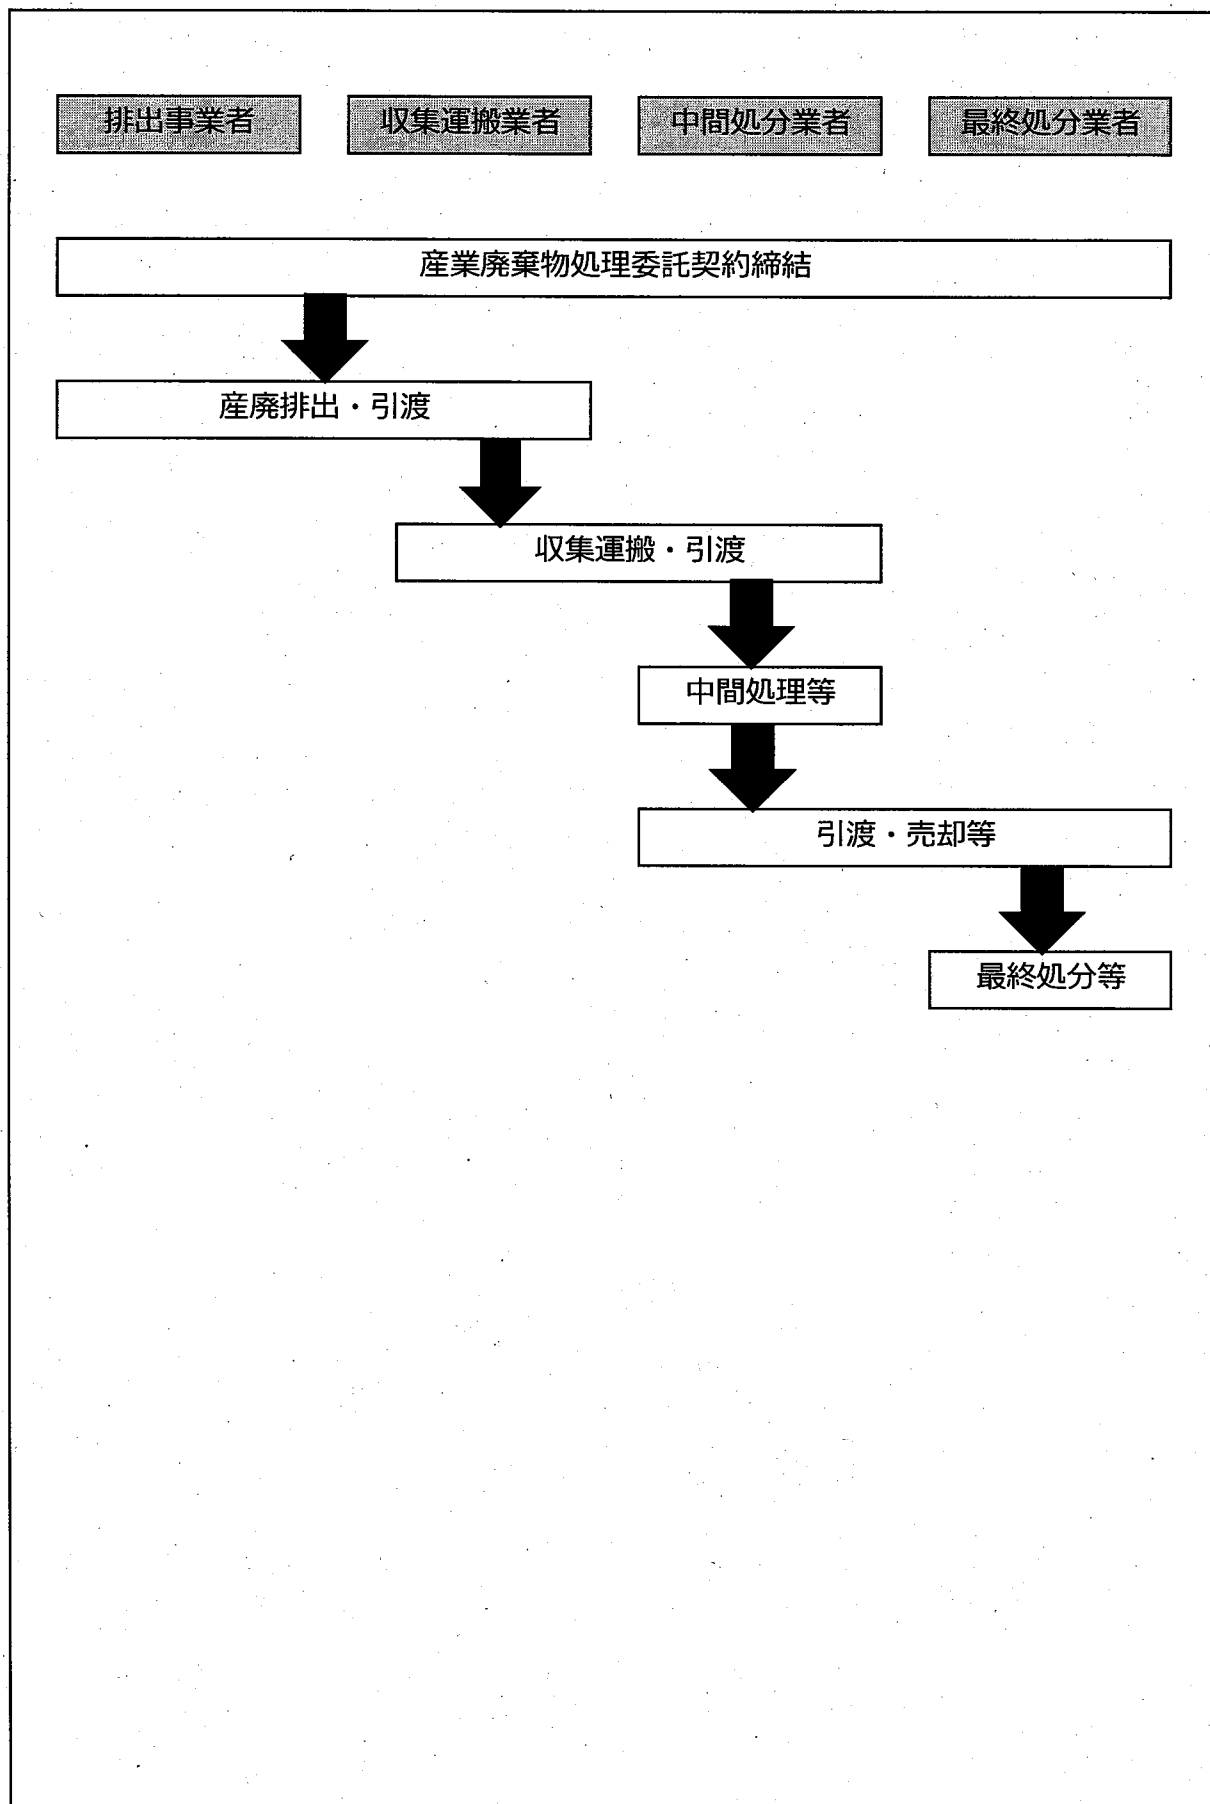 排出事業者
収集運搬業者
中間処分業者
最終処分業者
産業廃棄物処理委託契約締結
産廃排出・引渡
収集運搬・引渡
中間処理等
引渡・売却等
最終処分等